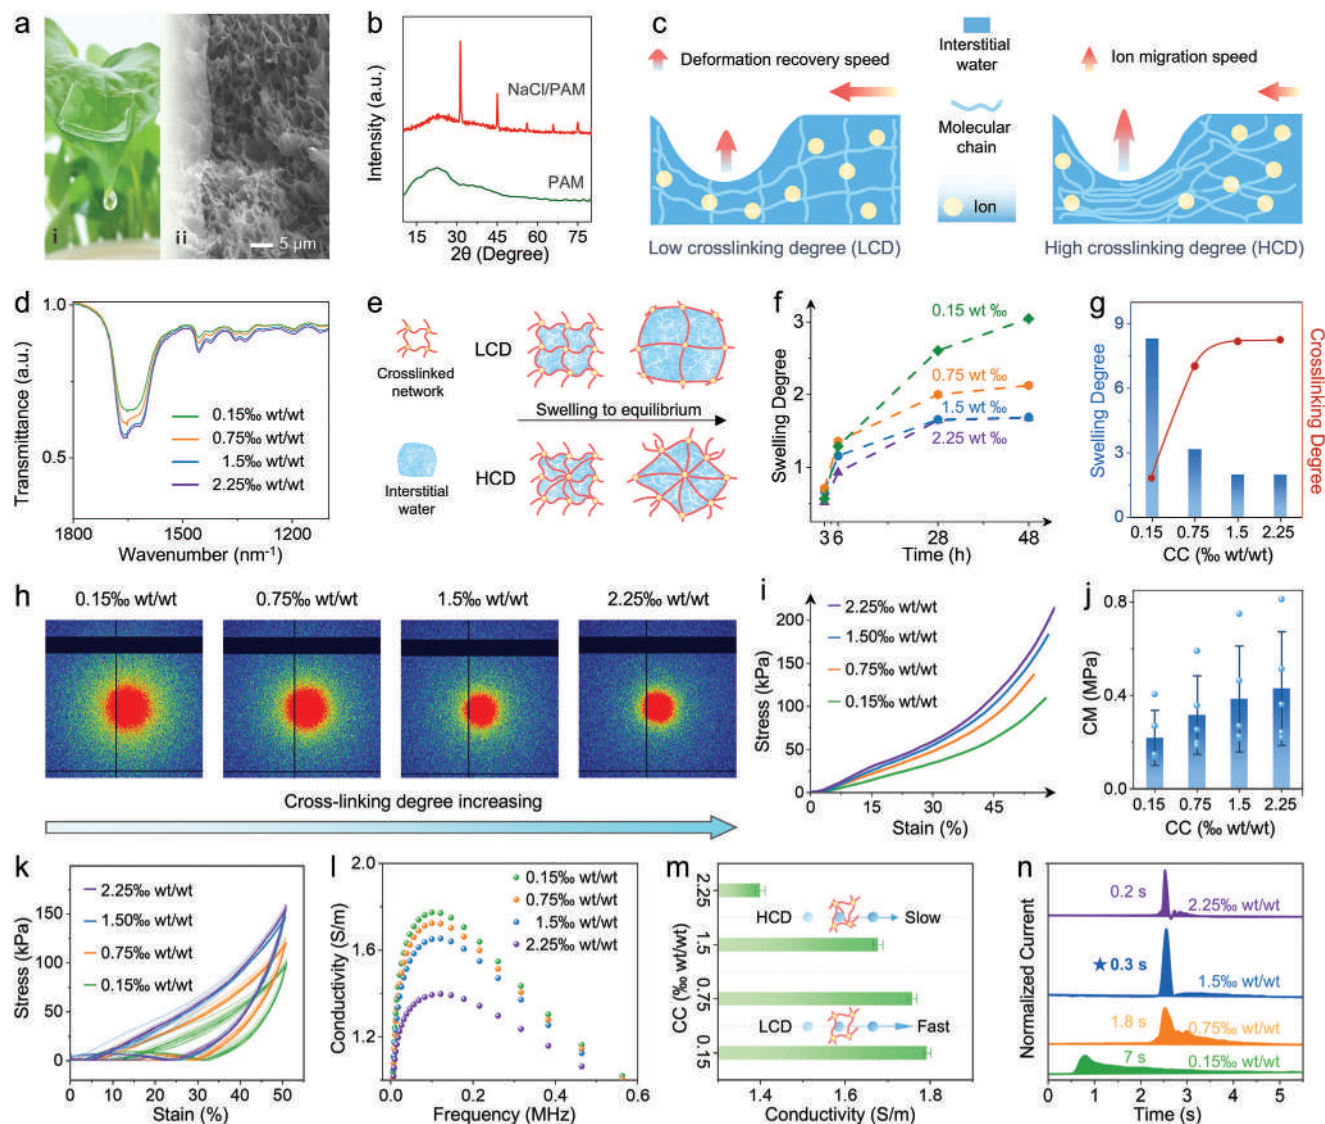 a
i
ii
5 μm
b
Intensity (a.u.)
NaCl/PAM
PAM
15 30 45 60 75
2θ (Degree)
c
Deformation recovery speed
Interstitial
water
Ion migration speed
Molecular
chain
Ion
Low crosslinking degree (LCD)
High crosslinking degree (HCD)
d
Transmittance (a.u.)
1.0
0.5
0.15‰ wt/wt
0.75‰ wt/wt
1.5‰ wt/wt
2.25‰ wt/wt
1800 1500 1200
Wavenumber (nm⁻¹)
e
Crosslinked
network
LCD
Swelling to equilibrium
Interstitial
water
HCD
f
Swelling Degree
3
2
1
0.15 wt ‰
0.75 wt ‰
1.5 wt ‰
2.25 wt ‰
3 6 28 48
Time (h)
g
Swelling Degree
9
6
3
0
Crosslinking Degree
0.15 0.75 1.5 2.25
CC (‰ wt/wt)
h
0.15‰ wt/wt 0.75‰ wt/wt 1.5‰ wt/wt 2.25‰ wt/wt
Cross-linking degree increasing
i
Stress (kPa)
200
150
100
50
0
2.25‰ wt/wt
1.50‰ wt/wt
0.75‰ wt/wt
0.15‰ wt/wt
0 15 30 45
Stain (%)
j
CM (MPa)
0.8
0.4
0.0
0.15 0.75 1.5 2.25
CC (‰ wt/wt)
k
Stress (kPa)
150
100
50
0
2.25‰ wt/wt
1.50‰ wt/wt
0.75‰ wt/wt
0.15‰ wt/wt
0 10 20 30 40 50
Stain (%)
l
Conductivity (S/m)
2.0
1.6
1.2
0.15‰ wt/wt
0.75‰ wt/wt
1.5‰ wt/wt
2.25‰ wt/wt
0.0 0.2 0.4 0.6
Frequency (MHz)
m
CC (‰ wt/wt)
2.25
1.5
0.75
0.15
HCD
Slow
LCD
Fast
1.4 1.6 1.8
Conductivity (S/m)
n
Normalized Current
0.2 s
2.25‰ wt/wt
★0.3 s
1.5‰ wt/wt
1.8 s
0.75‰ wt/wt
7 s
0.15‰ wt/wt
0 1 2 3 4 5
Time (s)